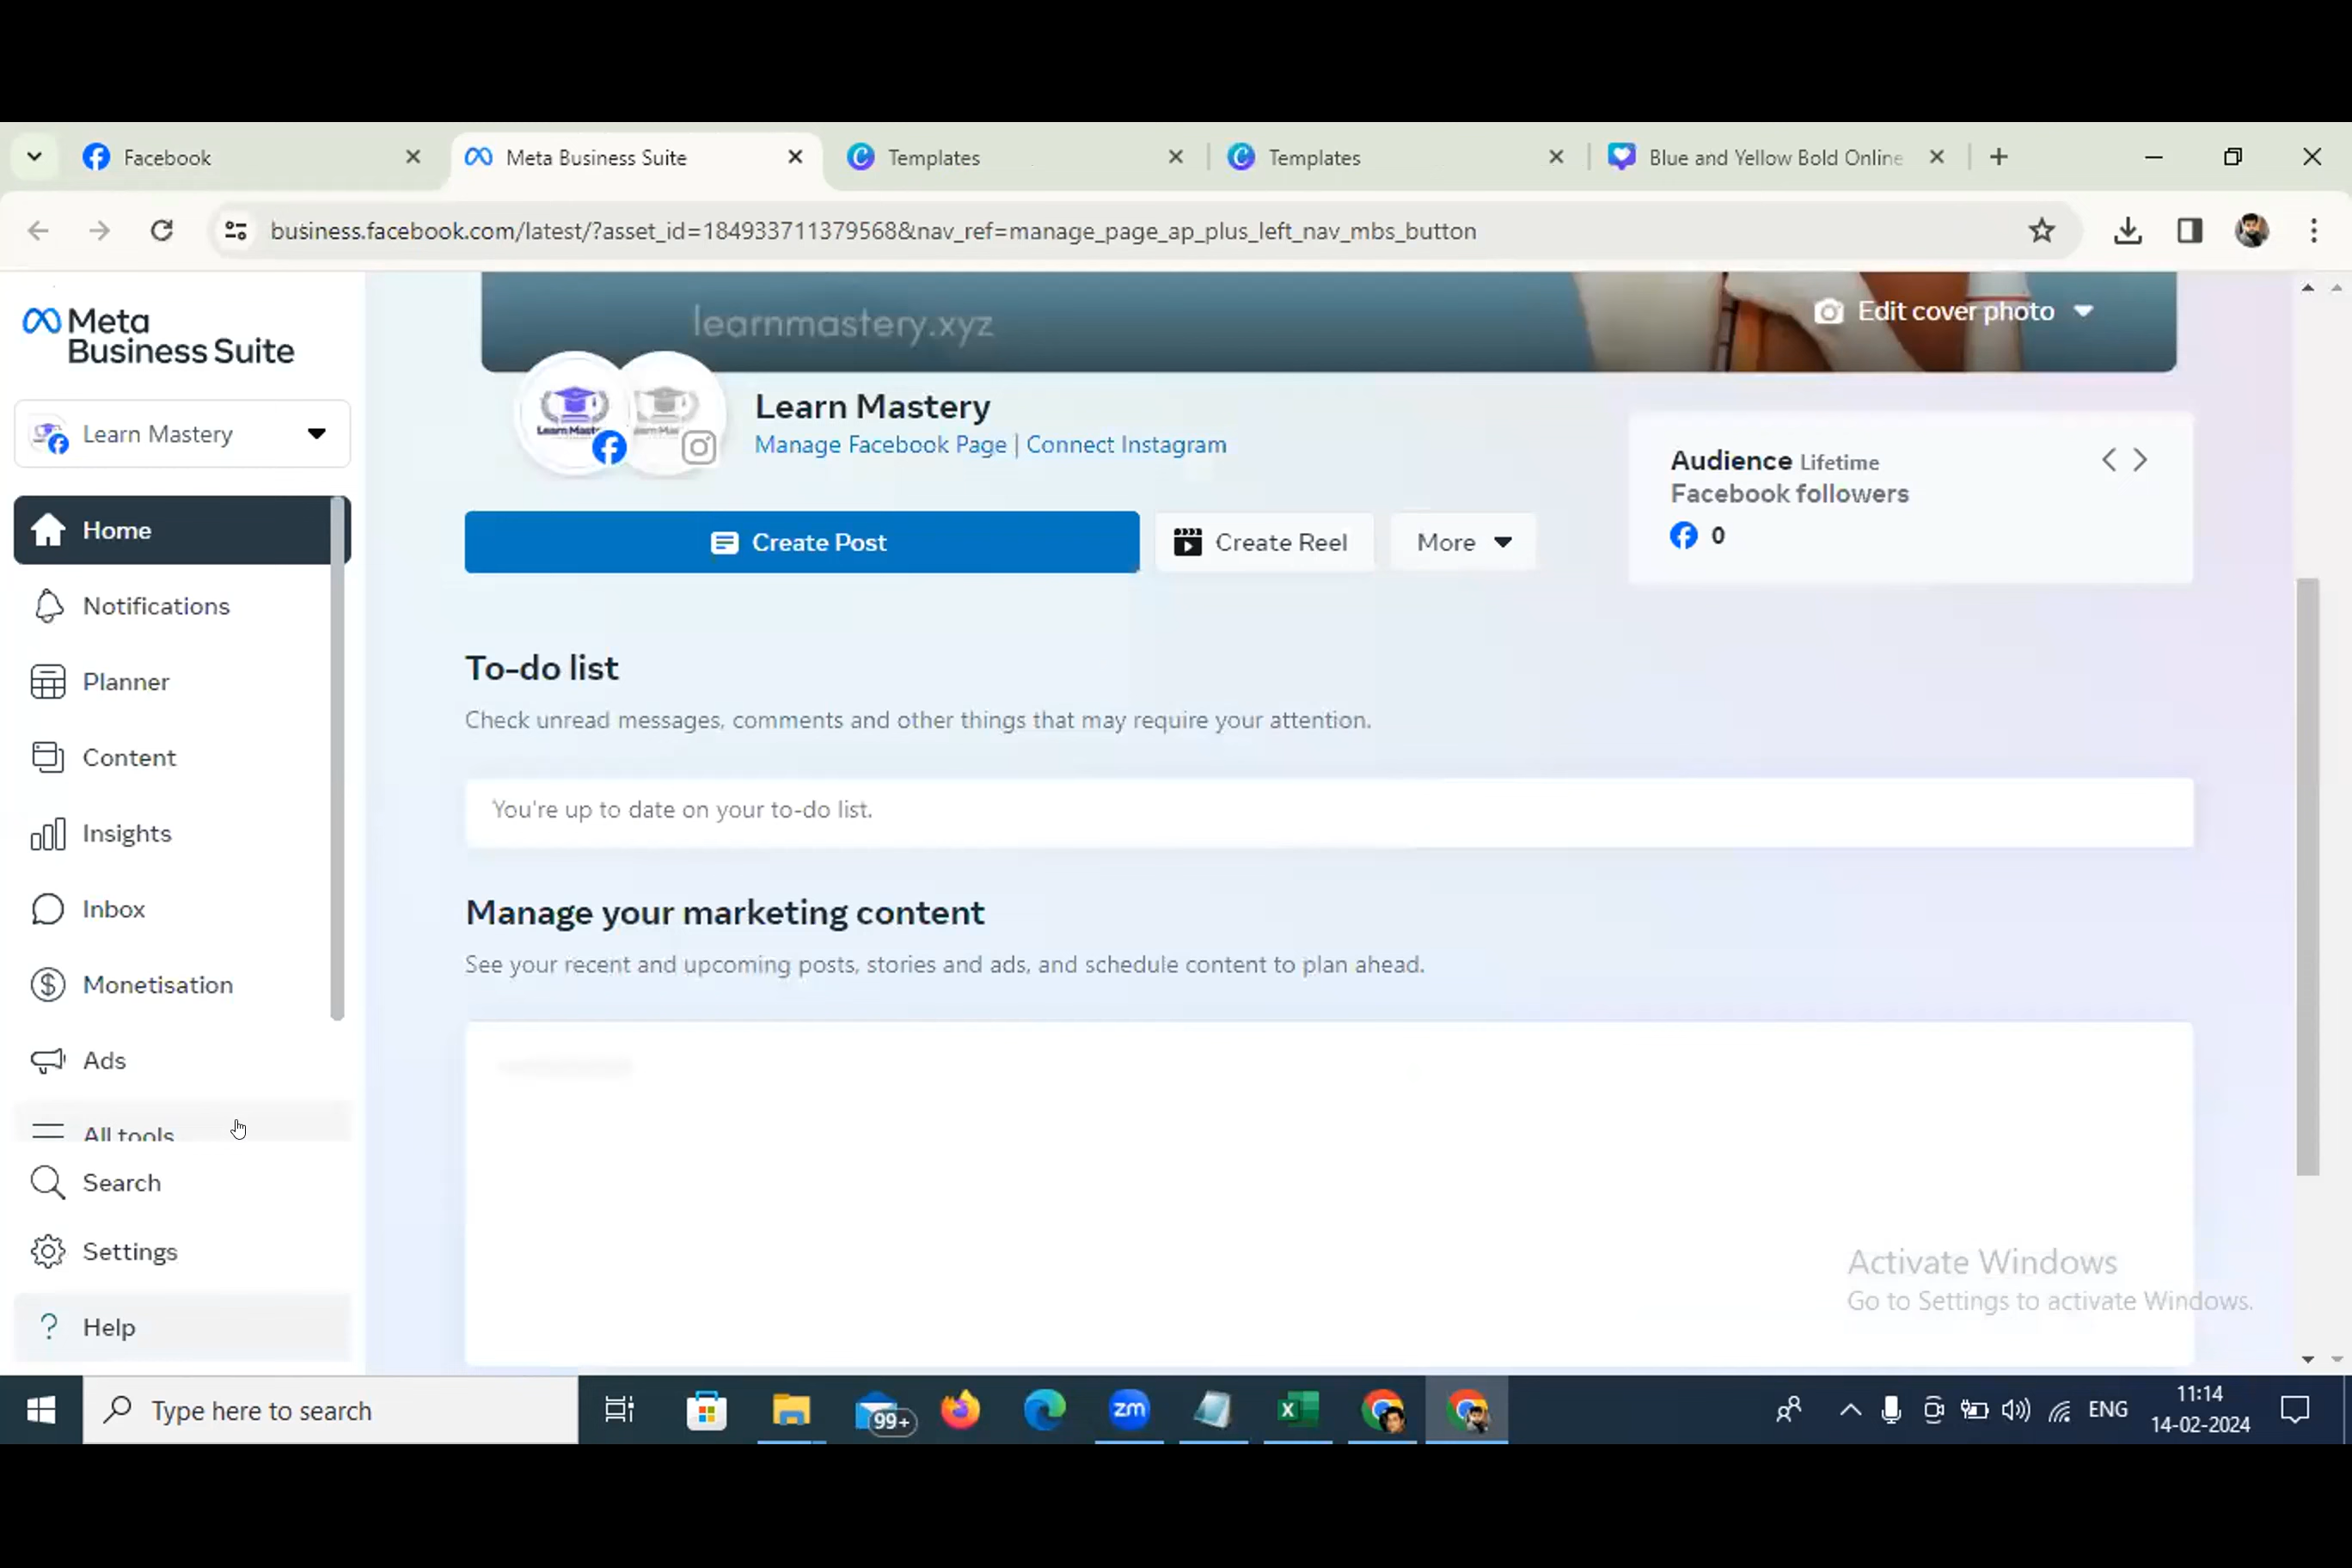 Facebook
Meta Business Suite
Templates
Templates
Blue and Yellow Bold Online
business.facebook.com/latest/?asset_id=184933711379568&nav_ref=manage_page_ap_plus_left_nav_mbs_button
Meta
Business Suite
Learn Mastery
Home
Notifications
Planner
Content
Insights
Inbox
Monetisation
Ads
All tools
Search
Settings
Help
learnmastery.xyz
Edit cover photo
Learn Mastery
Manage Facebook Page | Connect Instagram
Create Post
Create Reel
More
Audience Lifetime
Facebook followers
0
To-do list
Check unread messages, comments and other things that may require your attention.
You're up to date on your to-do list.
Manage your marketing content
See your recent and upcoming posts, stories and ads, and schedule content to plan ahead.
Activate Windows
Go to Settings to activate Windows.
Type here to search
99+
zm
ENG
11:14
14-02-2024